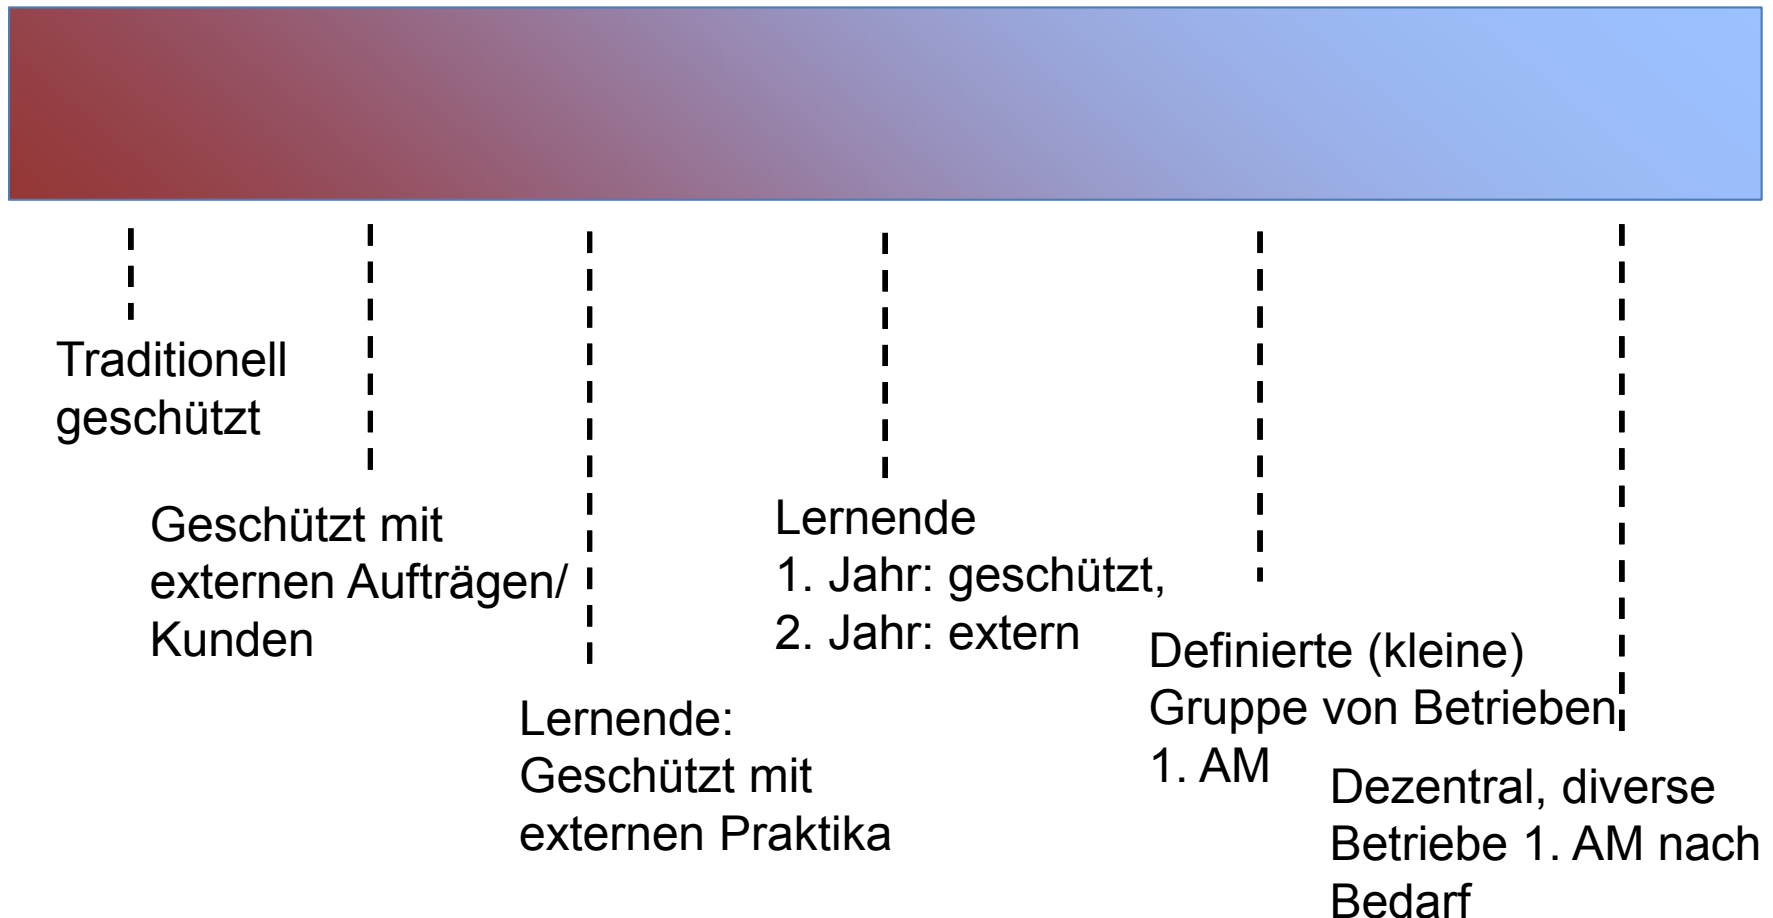 Traditionell
geschützt
Geschützt mit
externen Aufträgen/
Kunden
Lernende:
Geschützt mit
externen Praktika
Lernende
1. Jahr: geschützt,
2. Jahr: extern
Definierte (kleine)
Gruppe von Betrieben
1. AM
Dezentral, diverse
Betriebe 1. AM nach
Bedarf